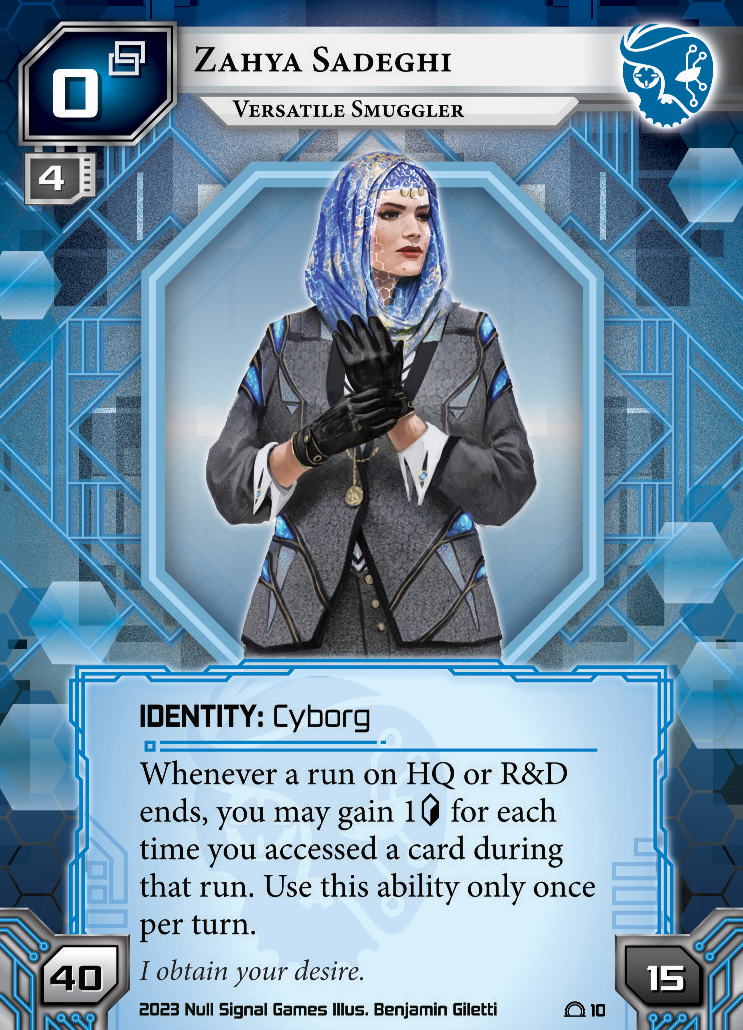 0
ZAHYA SADEGHI
VERSATILE SMUGGLER
4
IDENTITY: Cyborg
Whenever a run on HQ or R&D
ends, you may gain 1 for each
time you accessed a card during
that run. Use this ability only once
per turn.
I obtain your desire.
40
15
2023 Null Signal Games Illus. Benjamin Giletti
10